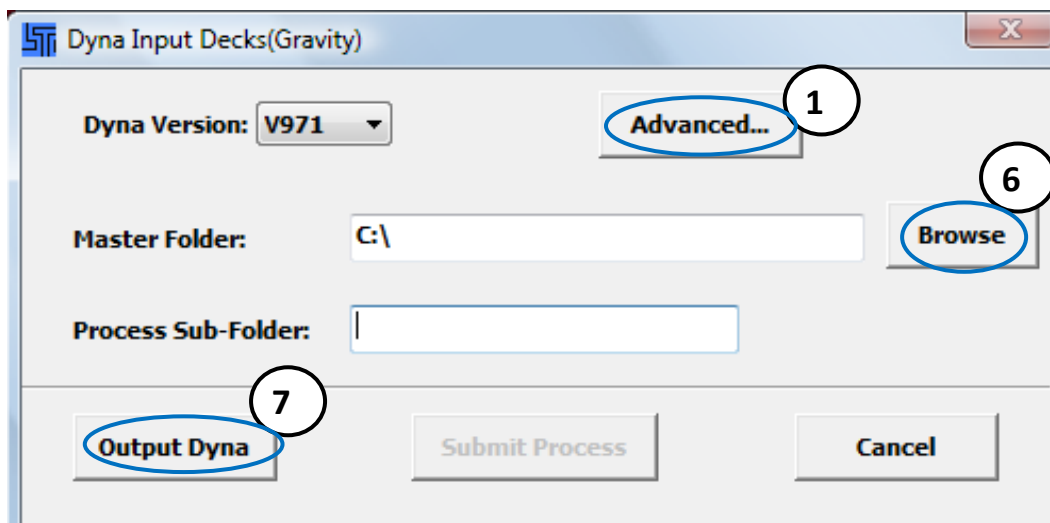 Dyna Input Decks(Gravity)
Dyna Version: V971 Advanced... 1
6
Master Folder: C:\ Browse
Process Sub-Folder:
7
Output Dyna Submit Process Cancel